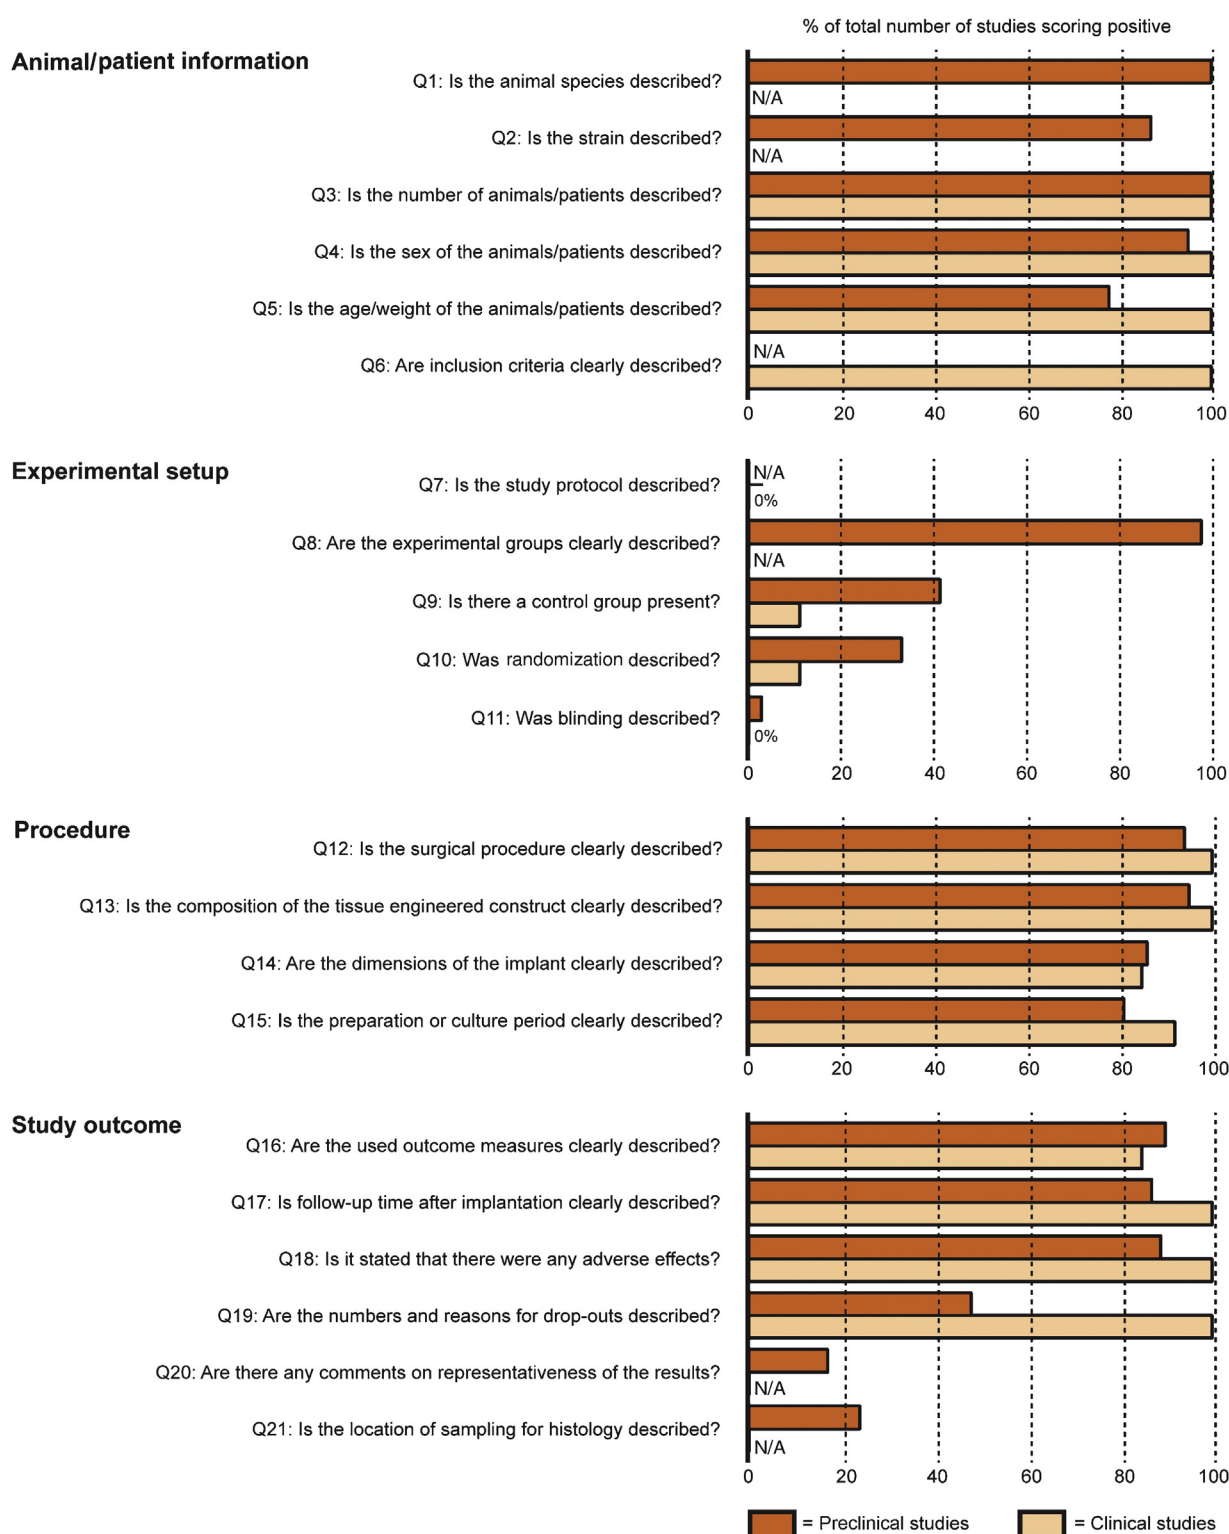 % of total number of studies scoring positive
Animal/patient information
Q1: Is the animal species described?
N/A
Q2: Is the strain described?
N/A
Q3: Is the number of animals/patients described?
Q4: Is the sex of the animals/patients described?
Q5: Is the age/weight of the animals/patients described?
N/A
Q6: Are inclusion criteria clearly described?
0 20 40 60 80 100
Experimental setup
N/A
Q7: Is the study protocol described?
0%
Q8: Are the experimental groups clearly described?
N/A
Q9: Is there a control group present?
Q10: Was randomization described?
Q11: Was blinding described?
0%
0 20 40 60 80 100
Procedure
Q12: Is the surgical procedure clearly described?
Q13: Is the composition of the tissue engineered construct clearly described?
Q14: Are the dimensions of the implant clearly described?
Q15: Is the preparation or culture period clearly described?
0 20 40 60 80 100
Study outcome
Q16: Are the used outcome measures clearly described?
Q17: Is follow-up time after implantation clearly described?
Q18: Is it stated that there were any adverse effects?
Q19: Are the numbers and reasons for drop-outs described?
Q20: Are there any comments on representativeness of the results?
N/A
Q21: Is the location of sampling for histology described?
N/A
0 20 40 60 80 100
= Preclinical studies = Clinical studies